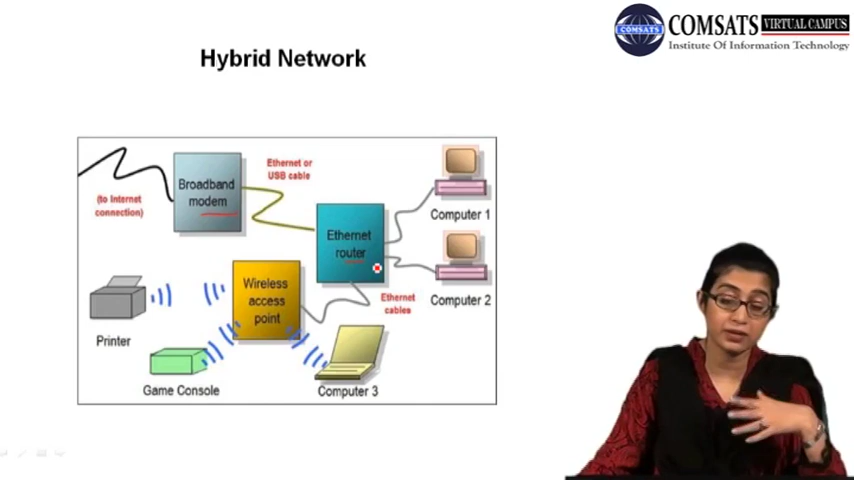 COMSATS VIRTUAL CAMPUS
COMSATS
Institute Of Information Technology
Hybrid Network
Broadband
modem
Ethernet or
USB cable
(to Internet
connection)
Ethernet
router
Computer 1
Computer 2
Wireless
access
point
Ethernet
cables
Printer
Game Console
Computer 3